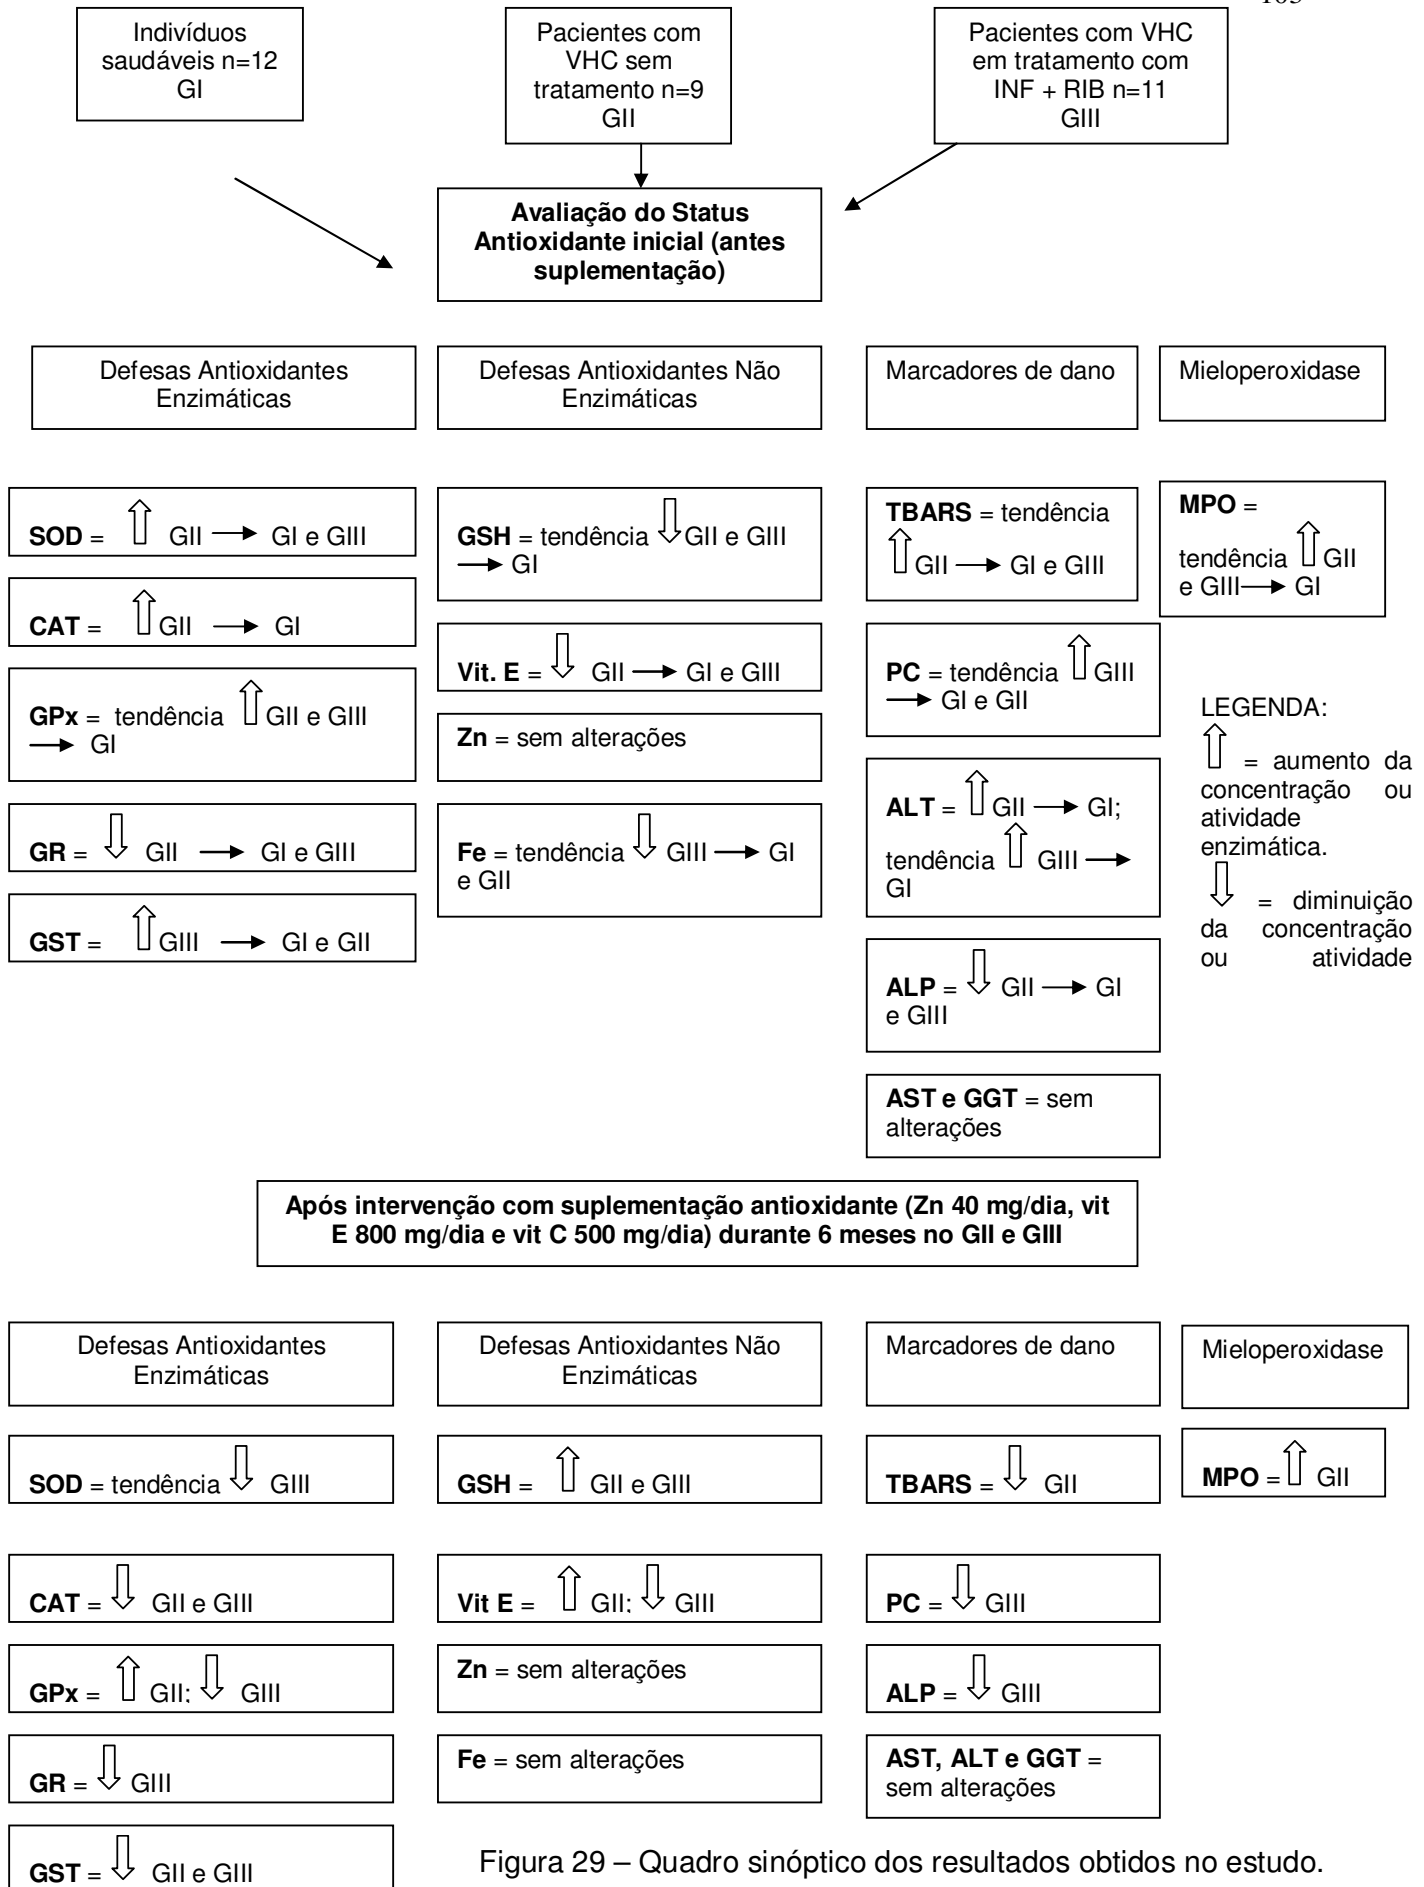 Indivíduos
saudáveis n=12
GI
Pacientes com
VHC sem
tratamento n=9
GII
Pacientes com VHC
em tratamento com
INF + RIB n=11
GIII
Avaliação do Status
Antioxidante inicial (antes
suplementação)
Defesas Antioxidantes
Enzimáticas
Defesas Antioxidantes Não
Enzimáticas
Marcadores de dano
Mieloperoxidase
SOD = ⇧ GII → GI e GIII
CAT = ⇧ GII → GI
GPx = tendência ⇧ GII e GIII
→ GI
GR = ⇩ GII → GI e GIII
GST = ⇧ GIII → GI e GII
GSH = tendência ⇩ GII e GIII
→ GI
Vit. E = ⇩ GII → GI e GIII
Zn = sem alterações
Fe = tendência ⇩ GIII → GI
e GII
TBARS = tendência
⇧ GII → GI e GIII
PC = tendência ⇧ GIII
→ GI e GII
ALT = ⇧ GII → GI;
tendência ⇧ GIII →
GI
ALP = ⇩ GII → GI
e GIII
AST e GGT = sem
alterações
MPO =
tendência ⇧ GII
e GIII → GI
LEGENDA:
⇧ = aumento da
concentração ou
atividade
enzimática.
⇩ = diminuição
da concentração
ou atividade
Após intervenção com suplementação antioxidante (Zn 40 mg/dia, vit
E 800 mg/dia e vit C 500 mg/dia) durante 6 meses no GII e GIII
Defesas Antioxidantes
Enzimáticas
Defesas Antioxidantes Não
Enzimáticas
Marcadores de dano
Mieloperoxidase
SOD = tendência ⇩ GIII
CAT = ⇩ GII e GIII
GPx = ⇧ GII; ⇩ GIII
GR = ⇩ GIII
GST = ⇩ GII e GIII
GSH = ⇧ GII e GIII
Vit E = ⇧ GII; ⇩ GIII
Zn = sem alterações
Fe = sem alterações
TBARS = ⇩ GII
PC = ⇩ GIII
ALP = ⇩ GIII
AST, ALT e GGT =
sem alterações
MPO = ⇧ GII
Figura 29 – Quadro sinóptico dos resultados obtidos no estudo.